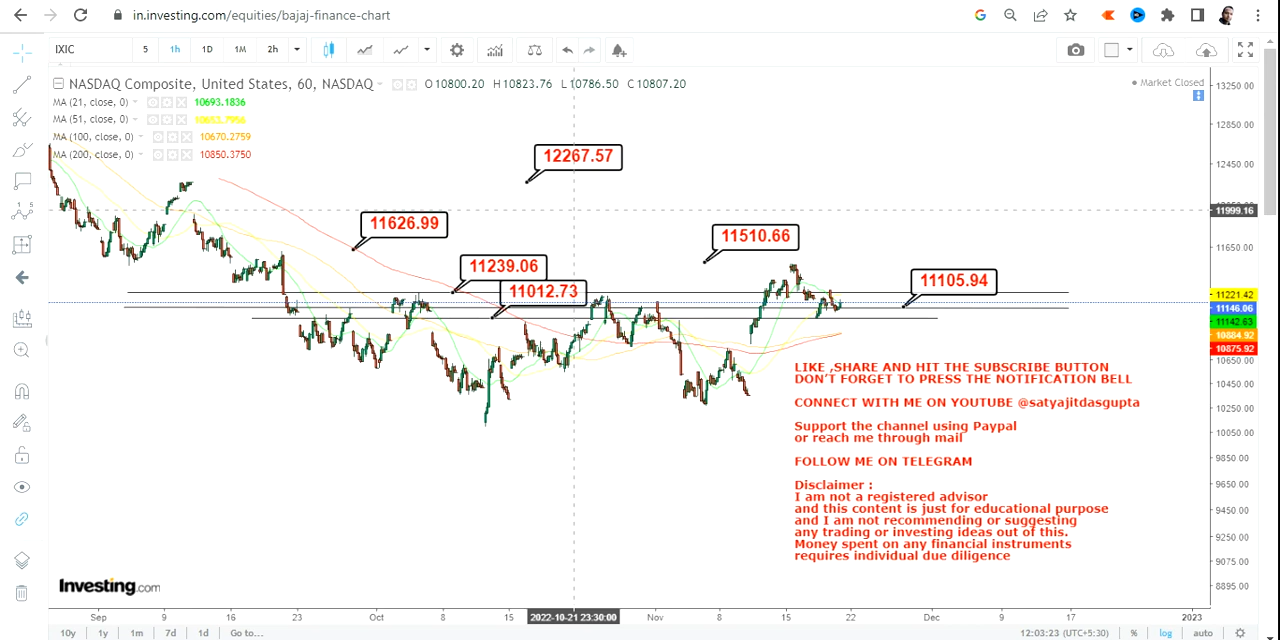 in.investing.com/equities/bajaj-finance-chart
IXIC 5 1h 1D 1M 2h
NASDAQ Composite, United States, 60, NASDAQ O10800.20 H10823.76 L10786.50 C10807.20
Market Closed
MA (21, close, 0) 10693.1836
MA (51, close, 0)
MA (100, close, 0) 10670.2759
MA (200, close, 0) 10850.3750
12267.57
11626.99
11510.66
11239.06
11012.73
11105.94
13250.00
12850.00
12450.00
11999.16
11650.00
11221.42
11146.06
11142.63
10884.92
10875.92
10650.00
10450.00
10250.00
10050.00
9850.00
9650.00
9450.00
9250.00
9075.00
8895.00
LIKE ,SHARE AND HIT THE SUBSCRIBE BUTTON
DON'T FORGET TO PRESS THE NOTIFICATION BELL
CONNECT WITH ME ON YOUTUBE @satyajitdasgupta
Support the channel using Paypal
or reach me through mail
FOLLOW ME ON TELEGRAM
Disclaimer :
I am not a registered advisor
and this content is just for educational purpose
and I am not recommending or suggesting
any trading or investing ideas out of this.
Money spent on any financial instruments
requires individual due diligence
Investing.com
Sep 9 16 23 Oct 9 15 2022-10-21 23:30:00 Nov 8 15 22 Dec 9 17 2023
10y 1y 1m 7d 1d Go to... 12:03:23 (UTC+5:30) % log auto